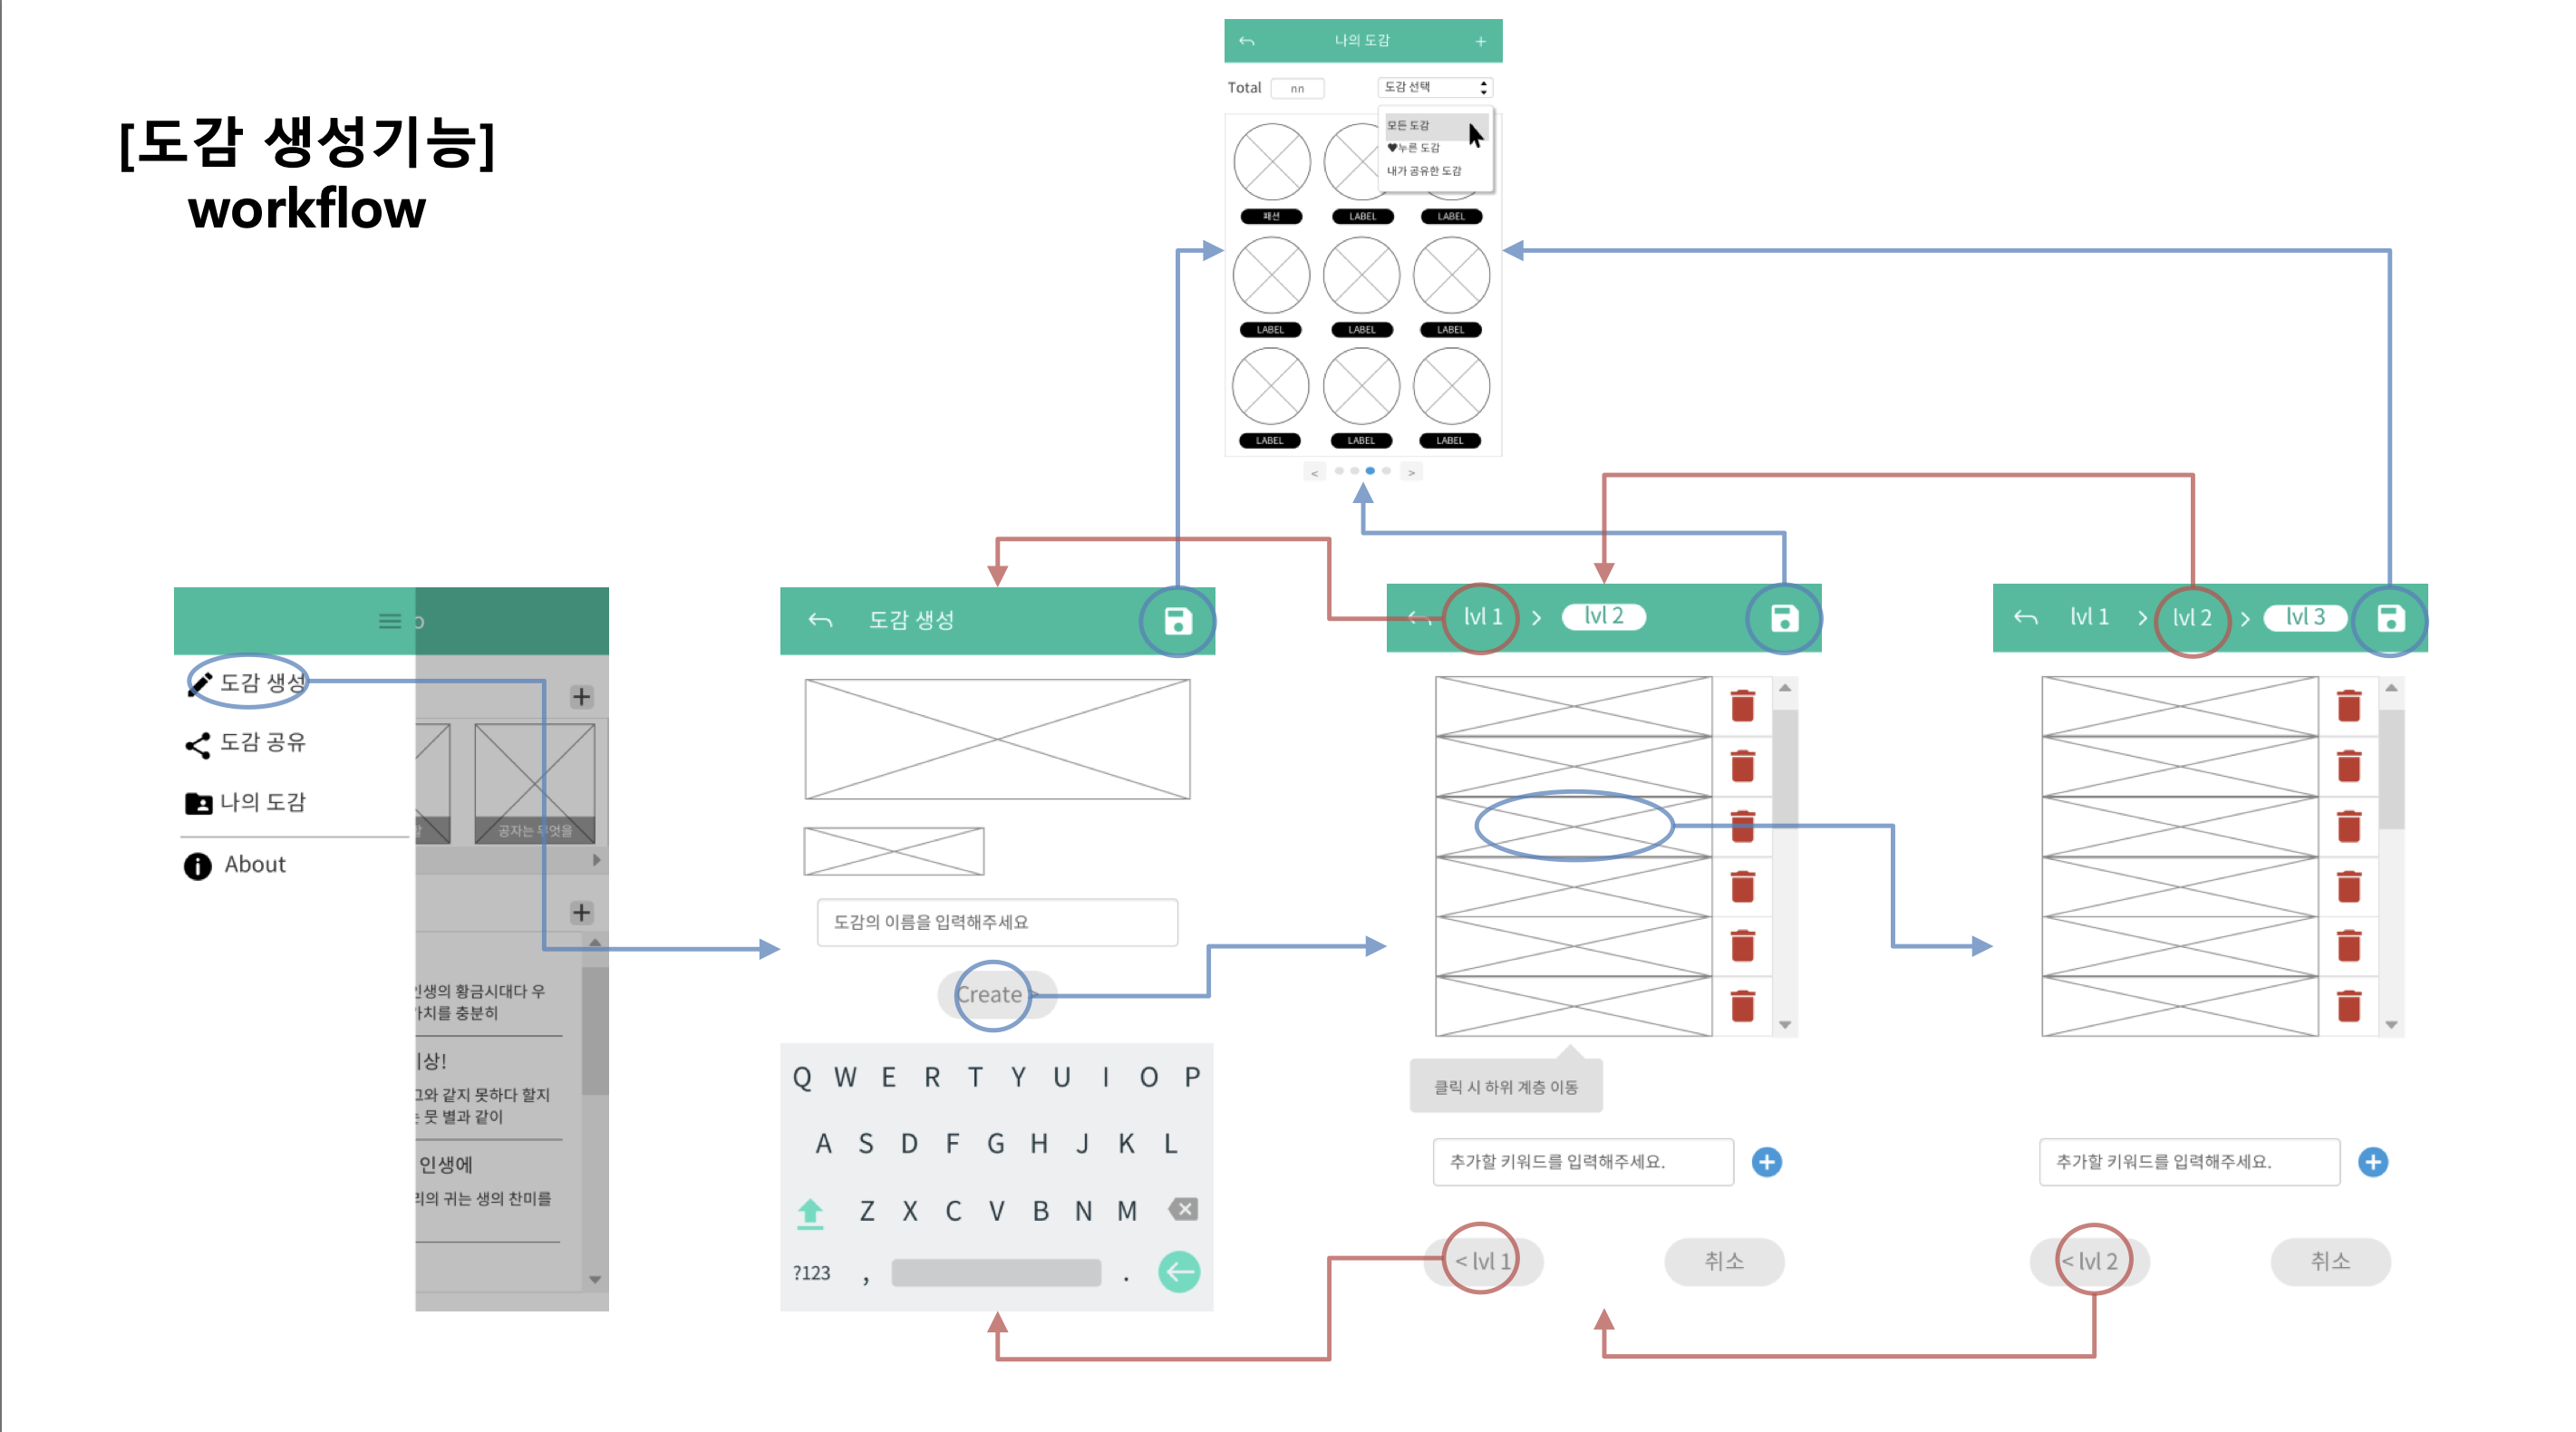 [도감 생성기능]
workflow
나의 도감 +
Total nn 도감 선택
모든 도감
♥누른 도감
내가 공유한 도감
패션 LABEL LABEL
LABEL LABEL LABEL
LABEL LABEL LABEL
< >
도감 생성
도감 공유
나의 도감
About
공자는 무엇을
인생의 황금시대다 우
가치를 충분히
이상!
그와 같지 못하다 할지
는 뭇 별과 같이
인생에
리의 귀는 생의 찬미를
도감 생성
도감의 이름을 입력해주세요
Create >
Q W E R T Y U I O P
A S D F G H J K L
Z X C V B N M
?123 , .
lvl 1 > lvl 2
클릭 시 하위 계층 이동
추가할 키워드를 입력해주세요.
< lvl 1 취소
lvl 1 > lvl 2 > lvl 3
추가할 키워드를 입력해주세요.
< lvl 2 취소